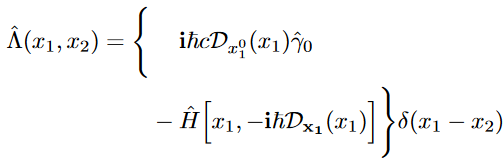 Λ̂(x₁, x₂) = { iħc𝒟_{x₁⁰}(x₁)γ̂₀
− Ĥ[x₁, −iħ𝒟_{𝐱₁}(x₁)]}δ(x₁ − x₂)